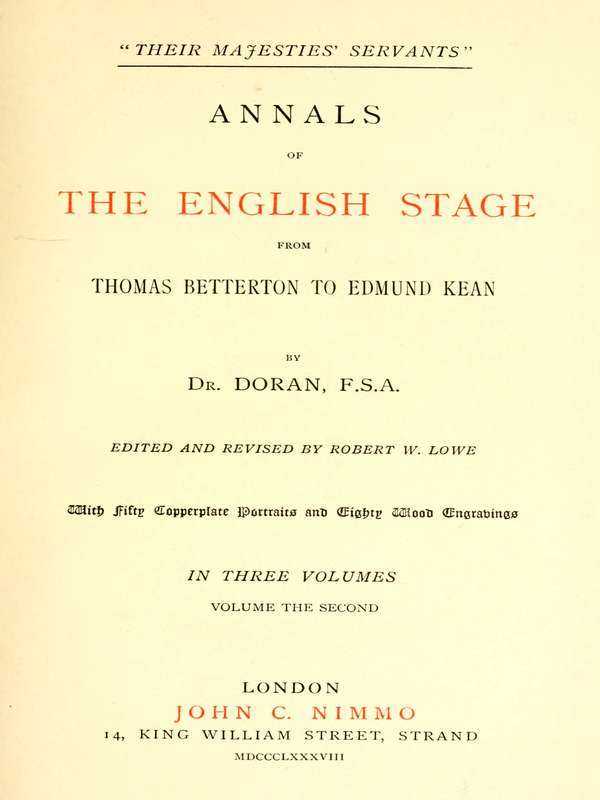 "THEIR MAJESTIES' SERVANTS"
ANNALS
OF
THE ENGLISH STAGE
FROM
THOMAS BETTERTON TO EDMUND KEAN
BY
DR. DORAN, F.S.A.
EDITED AND REVISED BY ROBERT W. LOWE
With Fifty Copperplate Portraits and Eighty Wood Engravings
IN THREE VOLUMES
VOLUME THE SECOND
LONDON
JOHN C. NIMMO
14, KING WILLIAM STREET, STRAND
MDCCCLXXXVIII